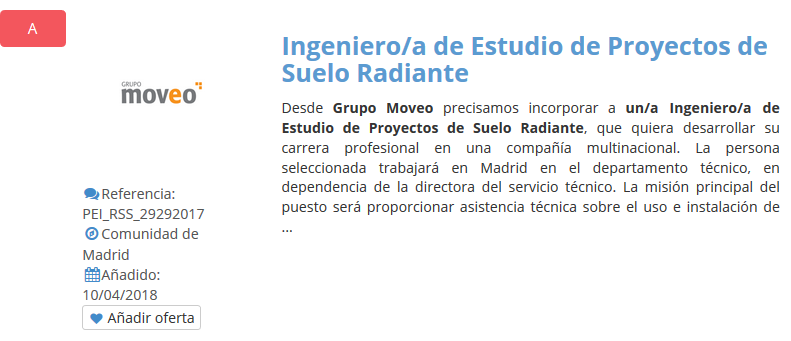 A
GRUPO
moveo
Referencia:
PEI_RSS_29292017
Comunidad de
Madrid
Añadido:
10/04/2018
Añadir oferta
Ingeniero/a de Estudio de Proyectos de
Suelo Radiante
Desde Grupo Moveo precisamos incorporar a un/a Ingeniero/a de
Estudio de Proyectos de Suelo Radiante, que quiera desarrollar su
carrera profesional en una compañía multinacional. La persona
seleccionada trabajará en Madrid en el departamento técnico, en
dependencia de la directora del servicio técnico. La misión principal del
puesto será proporcionar asistencia técnica sobre el uso e instalación de
...